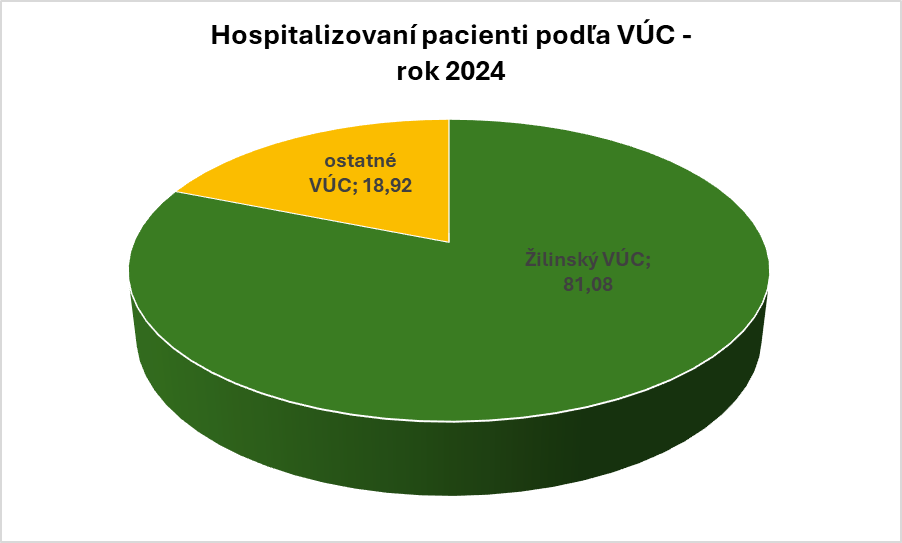 Hospitalizovaní pacienti podľa VÚC -
rok 2024
ostatné
VÚC; 18,92
Žilinský VÚC;
81,08